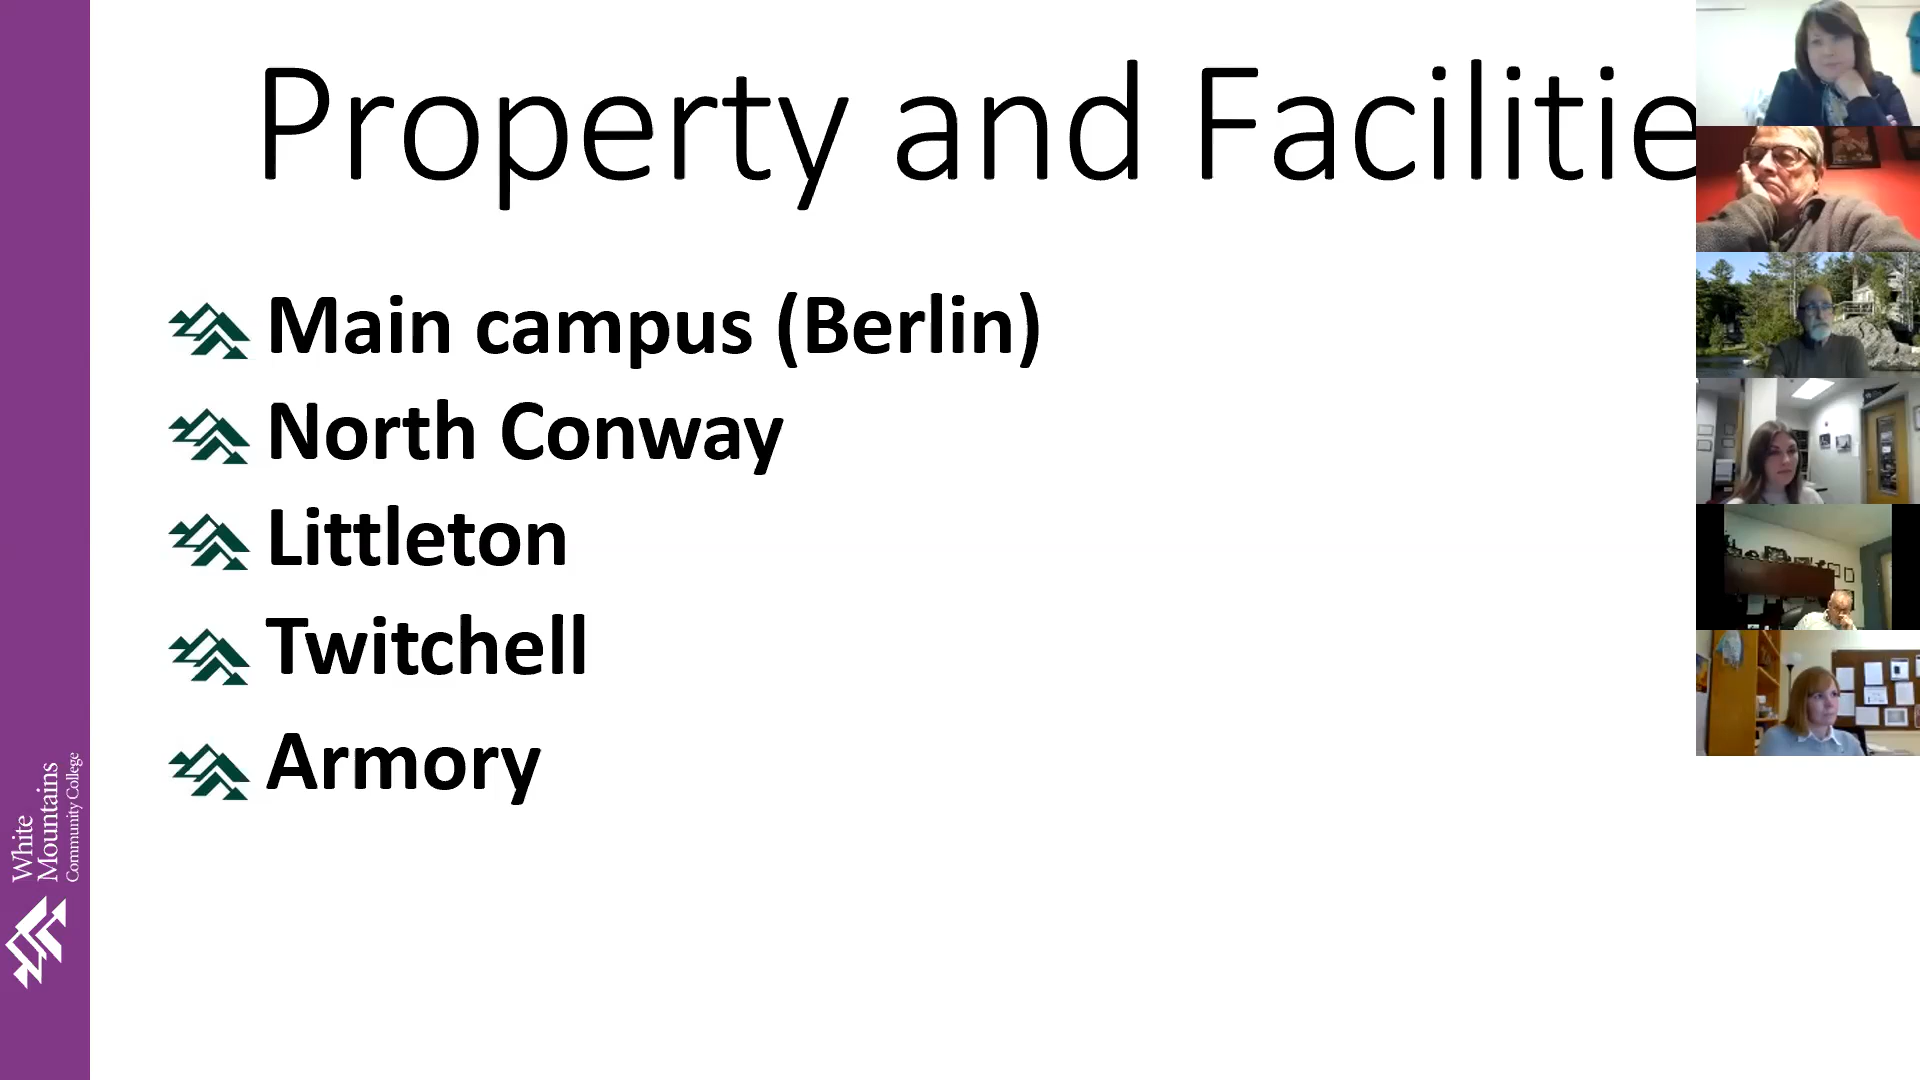 Property and Facilitie
Main campus (Berlin)
North Conway
Littleton
Twitchell
Armory
White
Mountains
Community College